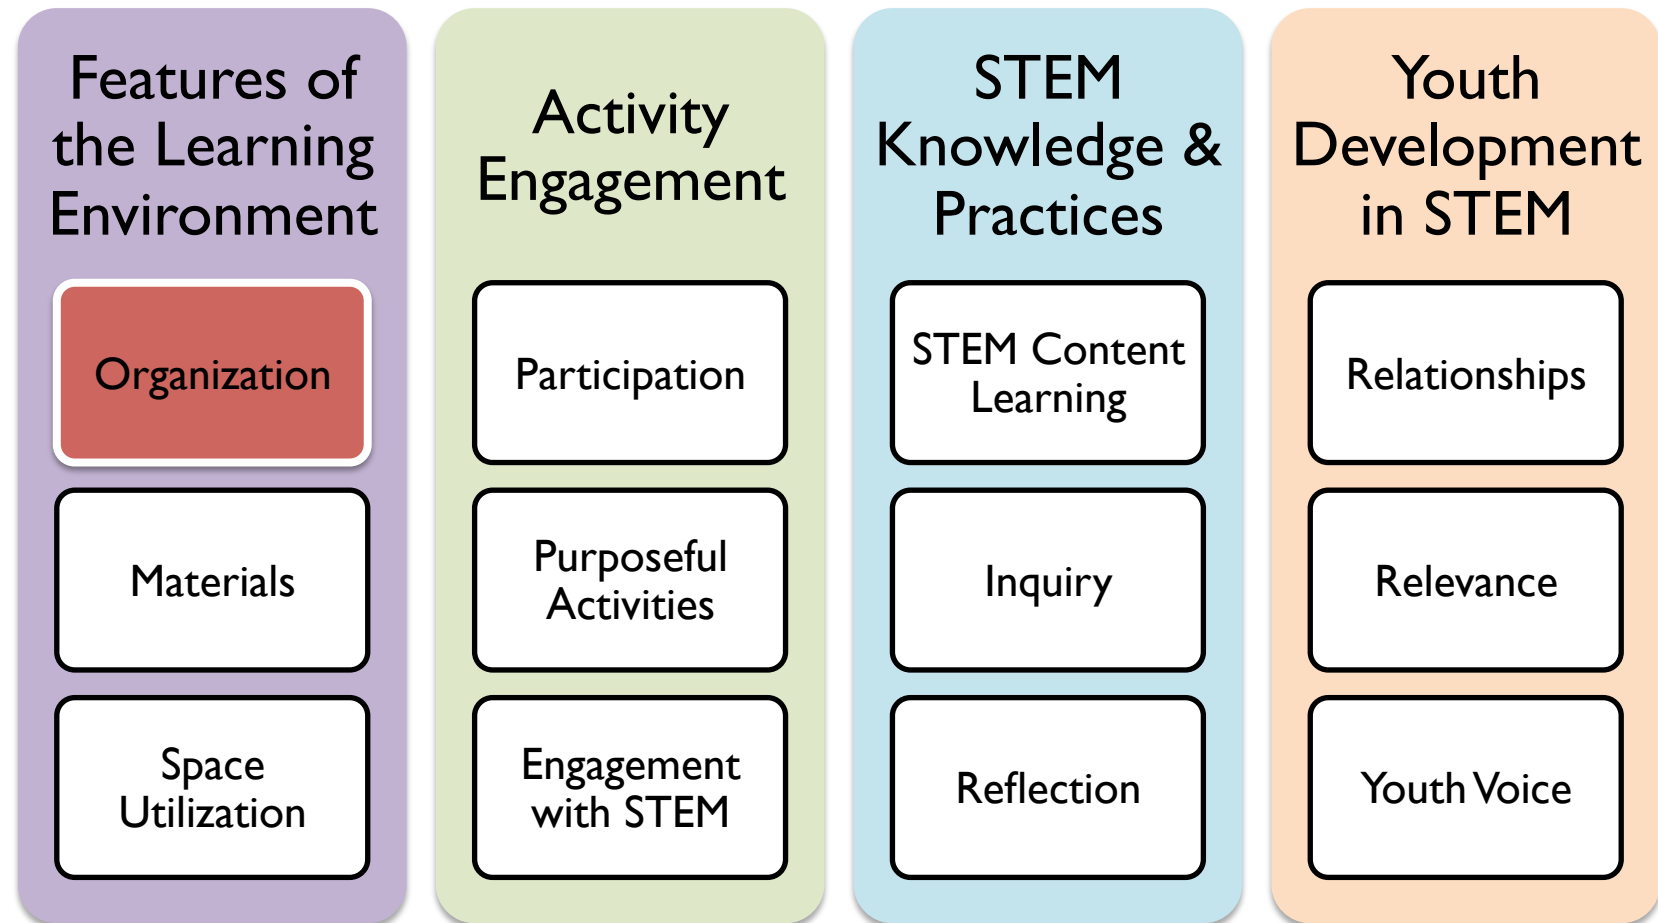 Features of
the Learning
Environment
Organization
Materials
Space
Utilization
Activity
Engagement
Participation
Purposeful
Activities
Engagement
with STEM
STEM
Knowledge &
Practices
STEM Content
Learning
Inquiry
Reflection
Youth
Development
in STEM
Relationships
Relevance
Youth Voice